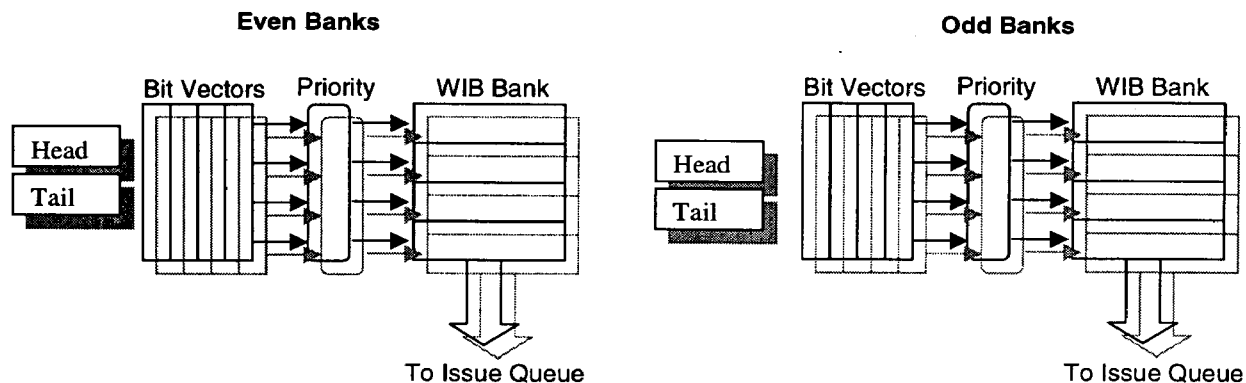 Even Banks
Odd Banks
Bit Vectors Priority WIB Bank
Bit Vectors Priority WIB Bank
Head
Tail
Head
Tail
To Issue Queue
To Issue Queue